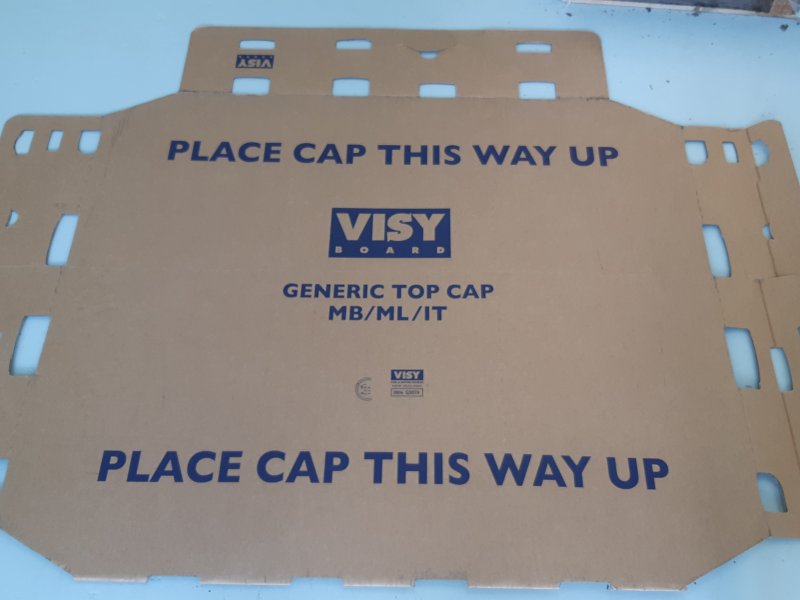 VISY
PLACE CAP THIS WAY UP
VISY
BOARD
GENERIC TOP CAP
MB/ML/IT
VISY
PLACE CAP THIS WAY UP